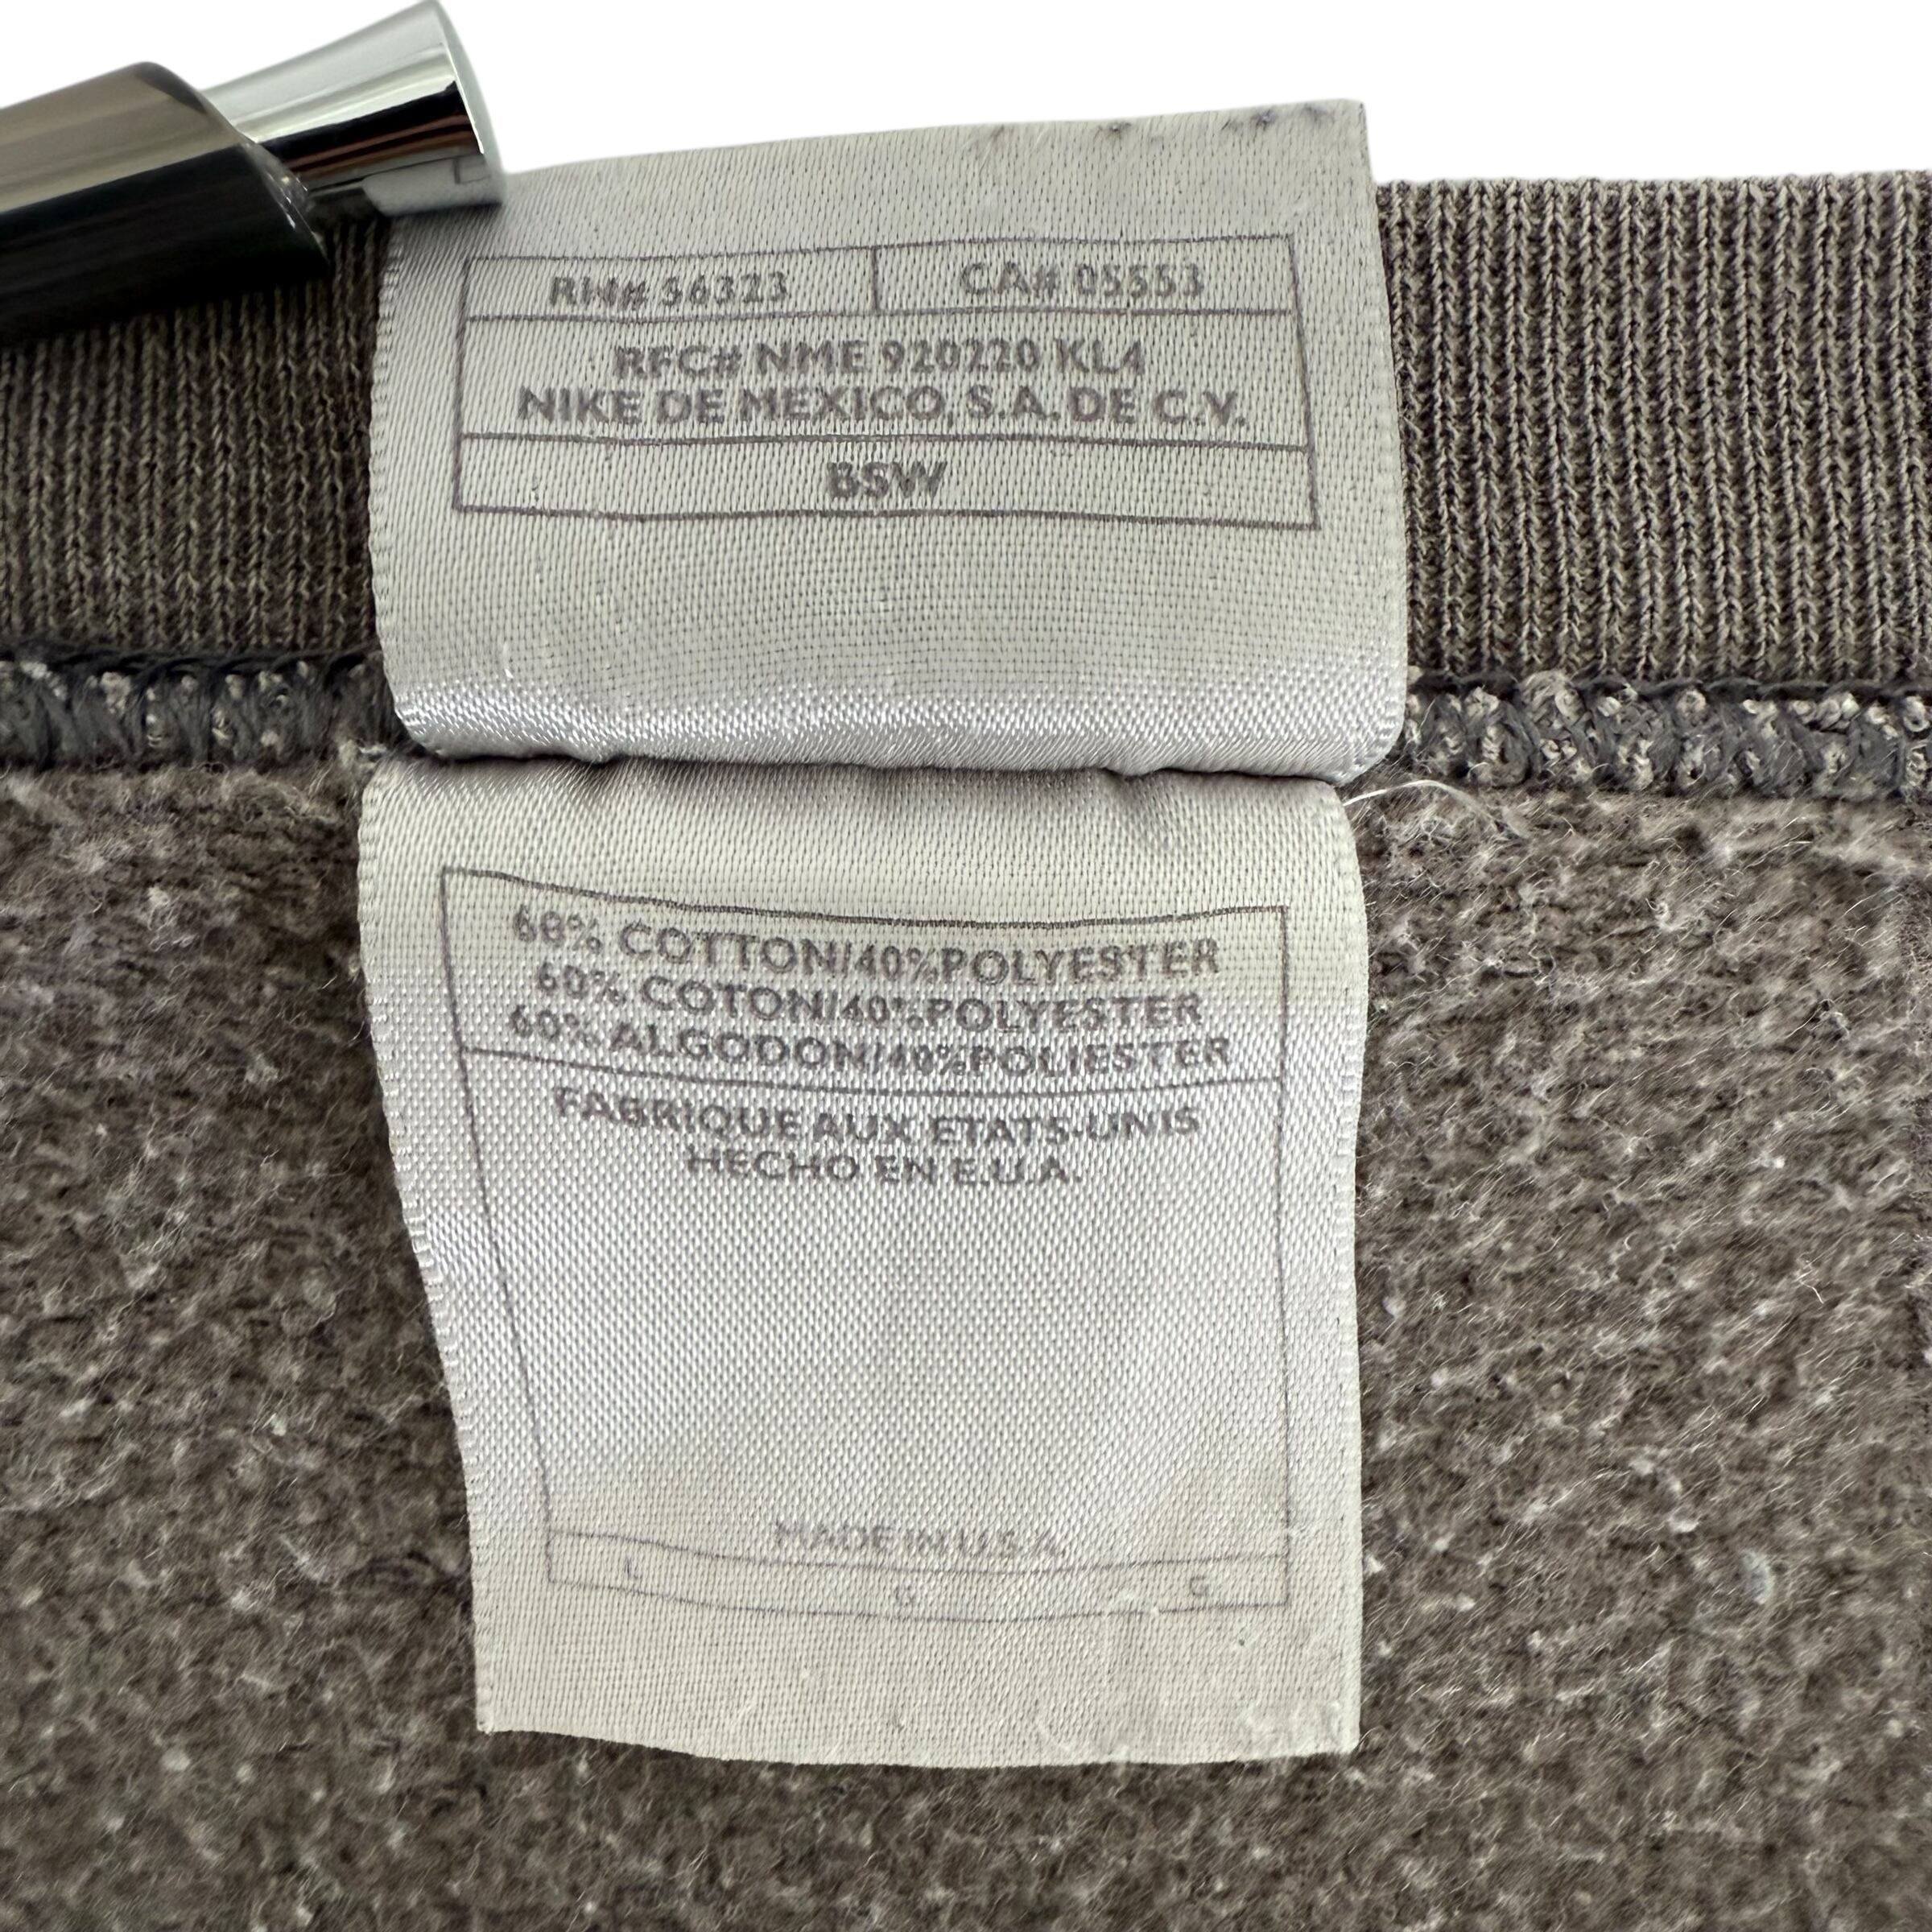 RN# 56323 CA# 05553
RFC# NME 920220 KL4
NIKE DE MEXICO, S.A. DE C.V.
BSW
60% COTTON/40%POLYESTER
60% COTON/40%POLYESTER
60% ALGODON/40%POLIESTER
FABRIQUE AUX ETATS-UNIS
HECHO EN E.U.A.
MADE IN U.S.A.
L G G